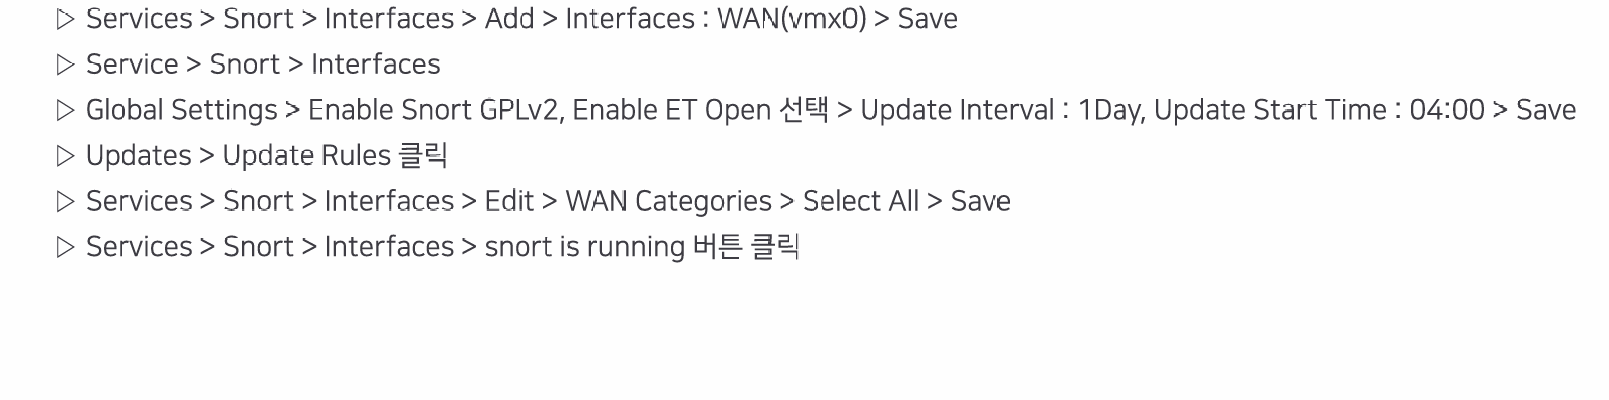 ▷ Services > Snort > Interfaces > Add > Interfaces : WAN(vmx0) > Save
▷ Service > Snort > Interfaces
▷ Global Settings > Enable Snort GPLv2, Enable ET Open 선택 > Update Interval : 1Day, Update Start Time : 04:00 > Save
▷ Updates > Update Rules 클릭
▷ Services > Snort > Interfaces > Edit > WAN Categories > Select All > Save
▷ Services > Snort > Interfaces > snort is running 버튼 클릭